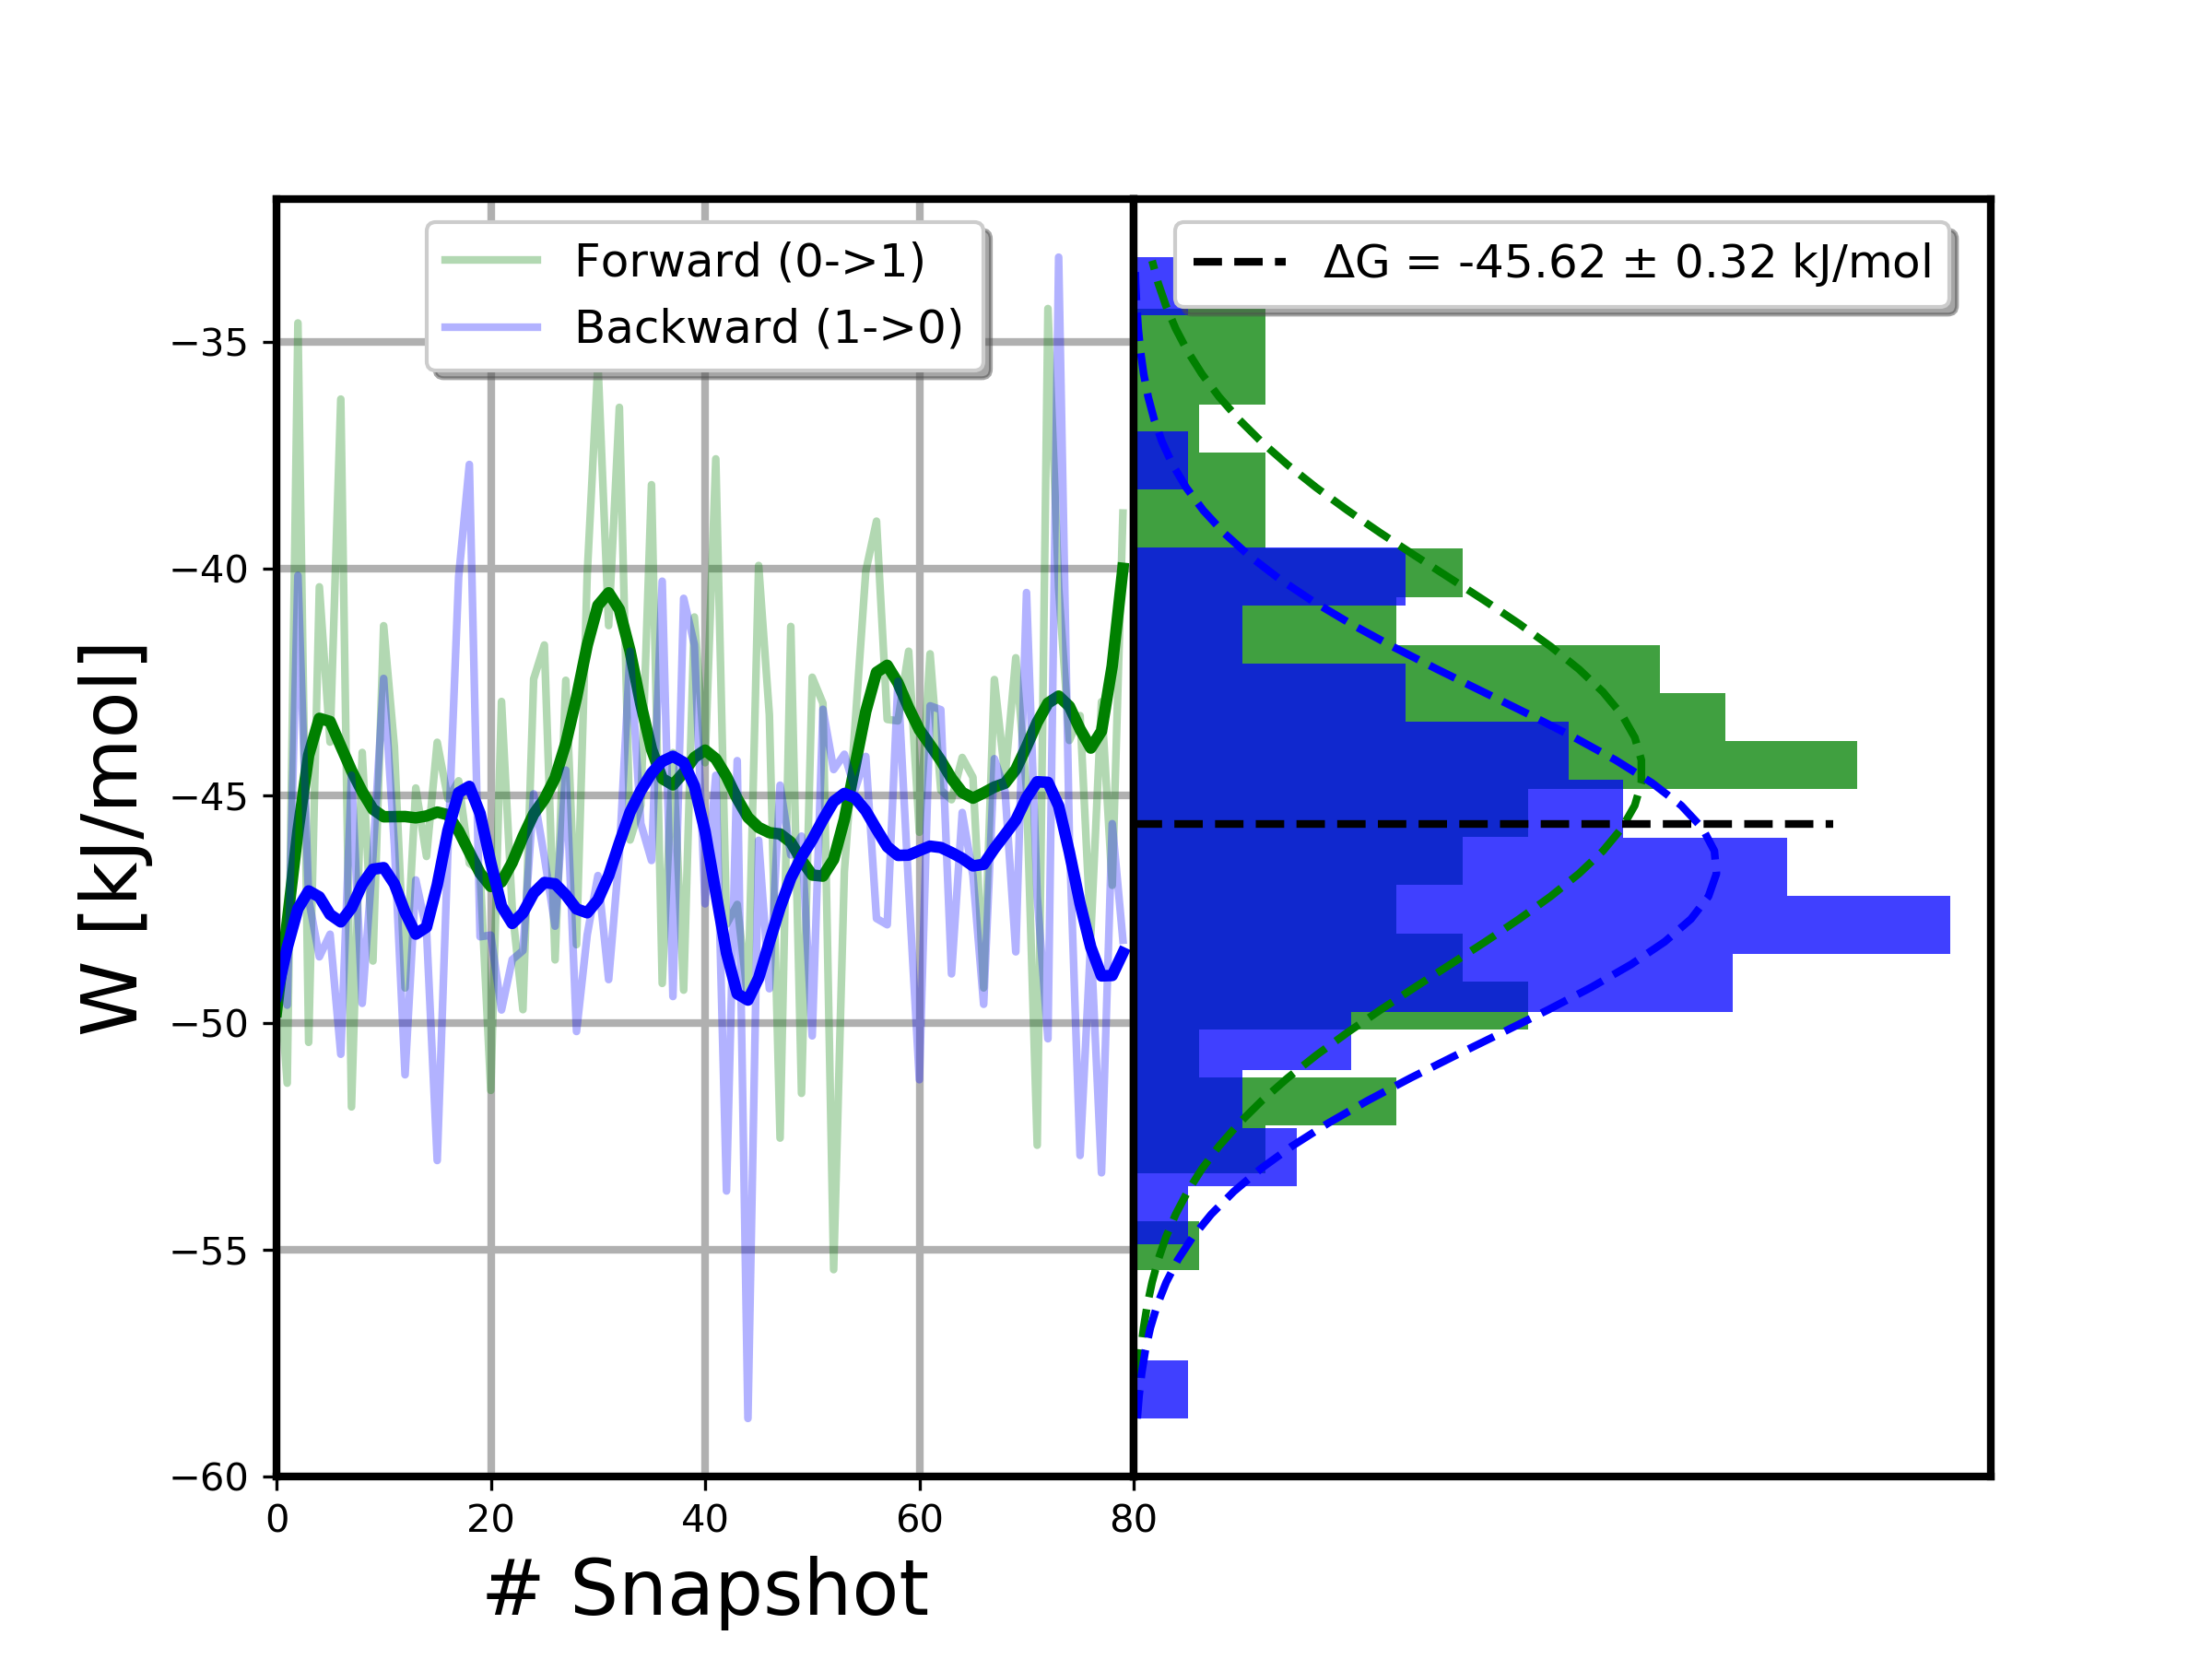 Forward (0->1)
Backward (1->0)
ΔG = -45.62 ± 0.32 kJ/mol
W [kJ/mol]
−35
−40
−45
−50
−55
−60
0 20 40 60 80
# Snapshot